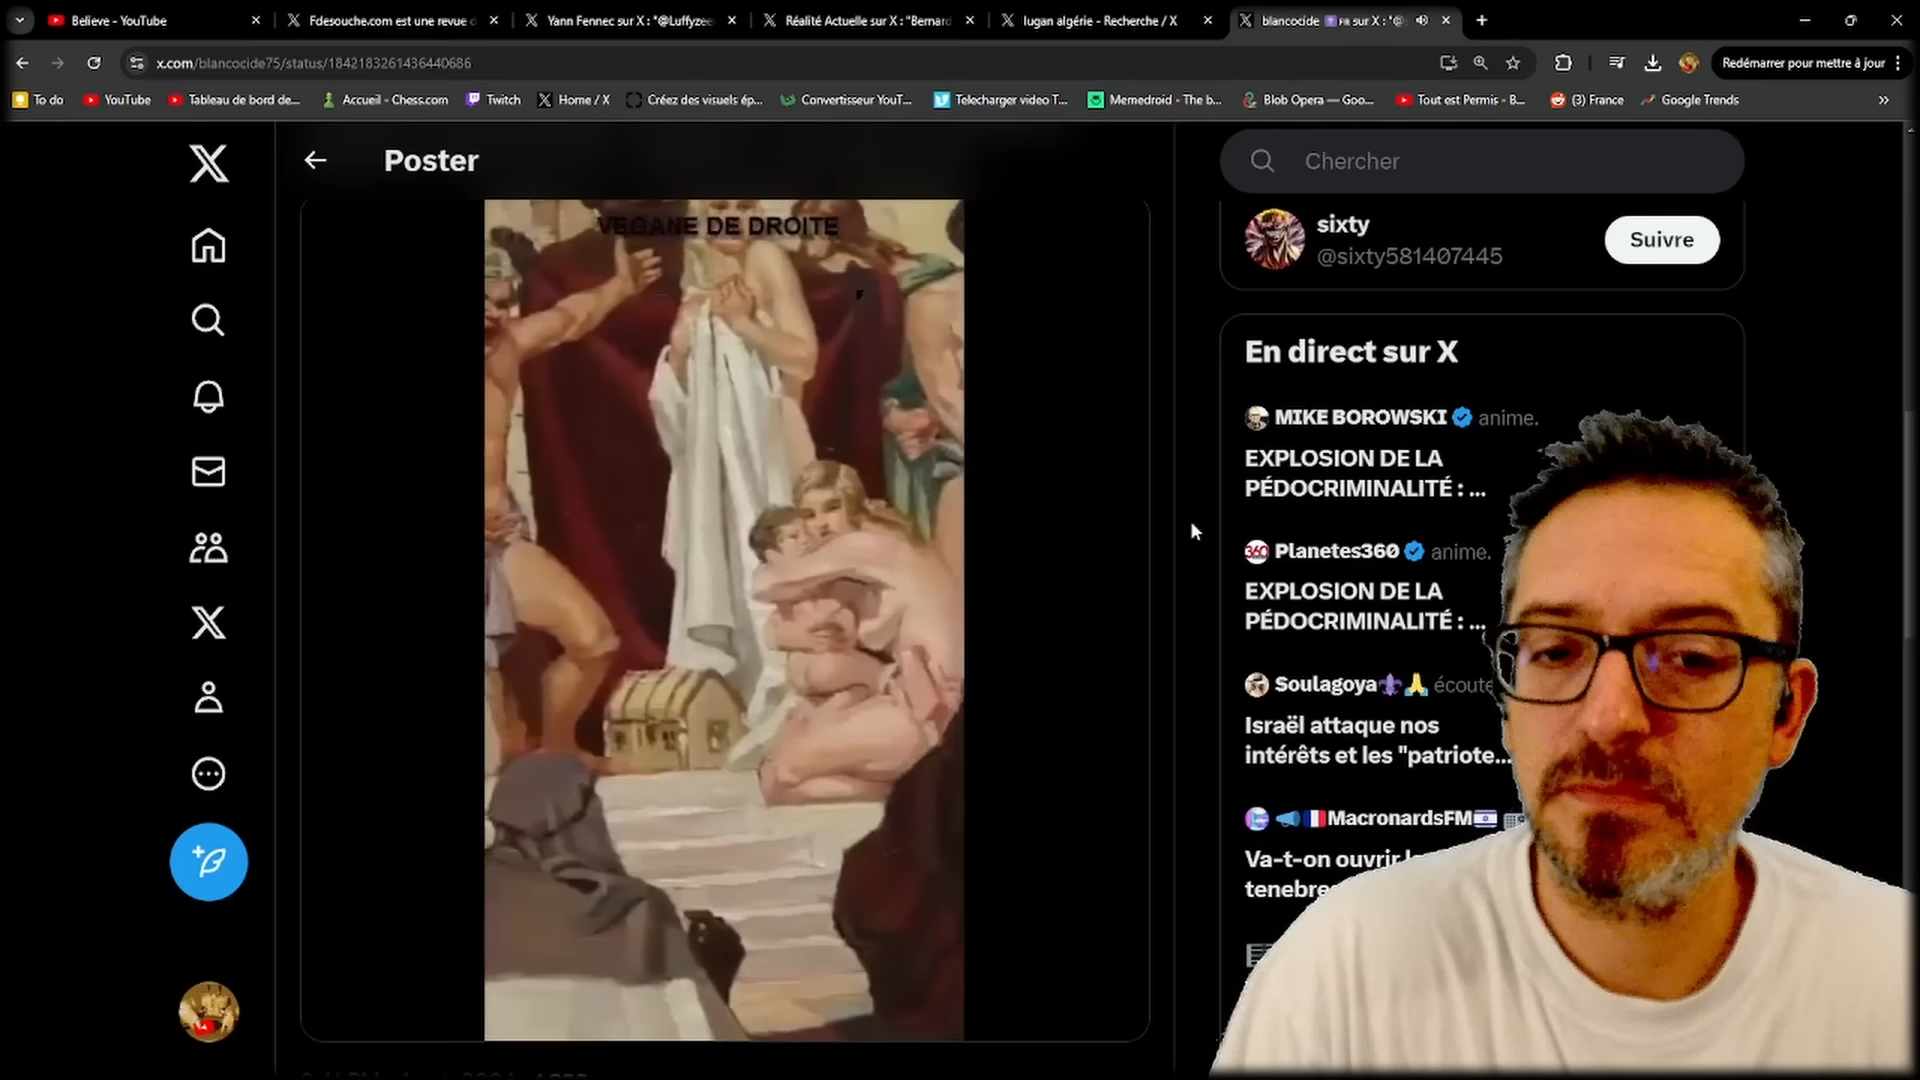 Believe - YouTube
Fdesouche.com est une revue d
Yann Fennec sur X : "@Luffyzee
Réalité Actuelle sur X : "Bernard
lugan algérie - Recherche / X
blancocide FR sur X : "@
x.com/blancocide75/status/1842183261436440686
Redémarrer pour mettre à jour
To do
YouTube
Tableau de bord de...
Accueil - Chess.com
Twitch
Home / X
Créez des visuels ép...
Convertisseur YouT...
Telecharger video T...
Memedroid - The b...
Blob Opera — Goo...
Tout est Permis - B...
(3) France
Google Trends
Poster
Chercher
VEGANE DE DROITE
sixty
@sixty581407445
Suivre
En direct sur X
MIKE BOROWSKI anime.
EXPLOSION DE LA
PÉDOCRIMINALITÉ : ...
360 Planetes360 anime.
EXPLOSION DE LA
PÉDOCRIMINALITÉ : ...
Soulagoya écoute
Israël attaque nos
intérêts et les "patriote...
MacronardsFM
Va-t-on ouvrir
tenebre